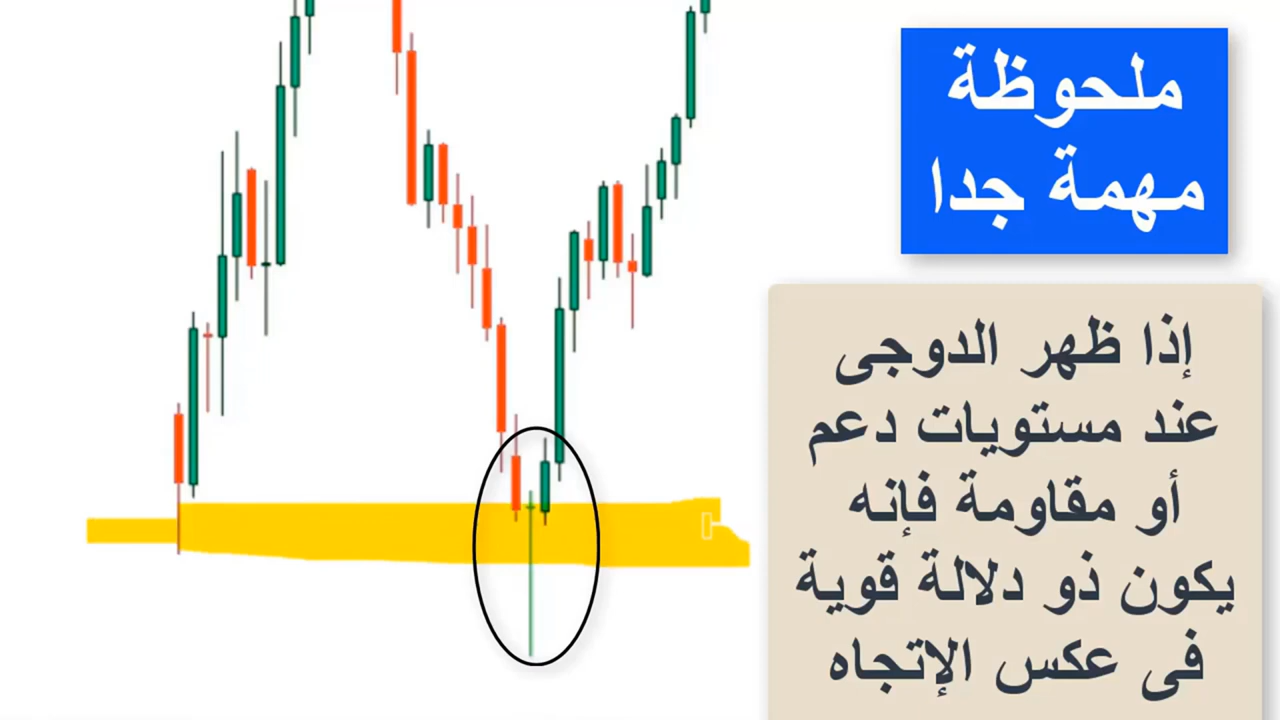 ملحوظة
مهمة جدا
إذا ظهر الدوجى
عند مستويات دعم
أو مقاومة فإنه
يكون ذو دلالة قوية
فى عكس الإتجاه